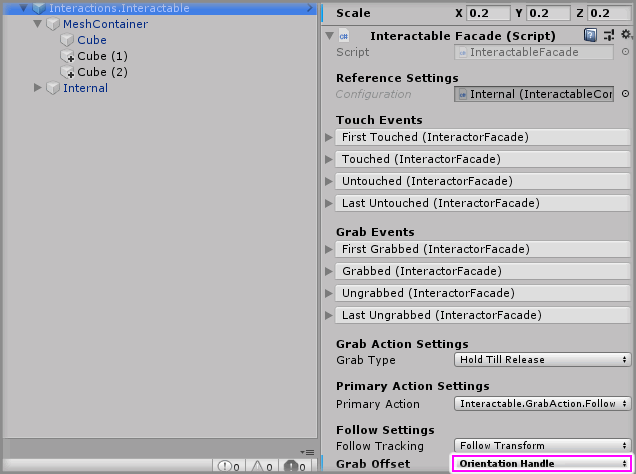 Interactions.Interactable
MeshContainer
Cube
Cube (1)
Cube (2)
Internal
0 0 0
Scale X 0.2 Y 0.2 Z 0.2
Interactable Facade (Script)
Script InteractableFacade
Reference Settings
Configuration Internal (InteractableCor
Touch Events
First Touched (InteractorFacade)
Touched (InteractorFacade)
Untouched (InteractorFacade)
Last Untouched (InteractorFacade)
Grab Events
First Grabbed (InteractorFacade)
Grabbed (InteractorFacade)
Ungrabbed (InteractorFacade)
Last Ungrabbed (InteractorFacade)
Grab Action Settings
Grab Type Hold Till Release
Primary Action Settings
Primary Action Interactable.GrabAction.Follow
Follow Settings
Follow Tracking Follow Transform
Grab Offset Orientation Handle